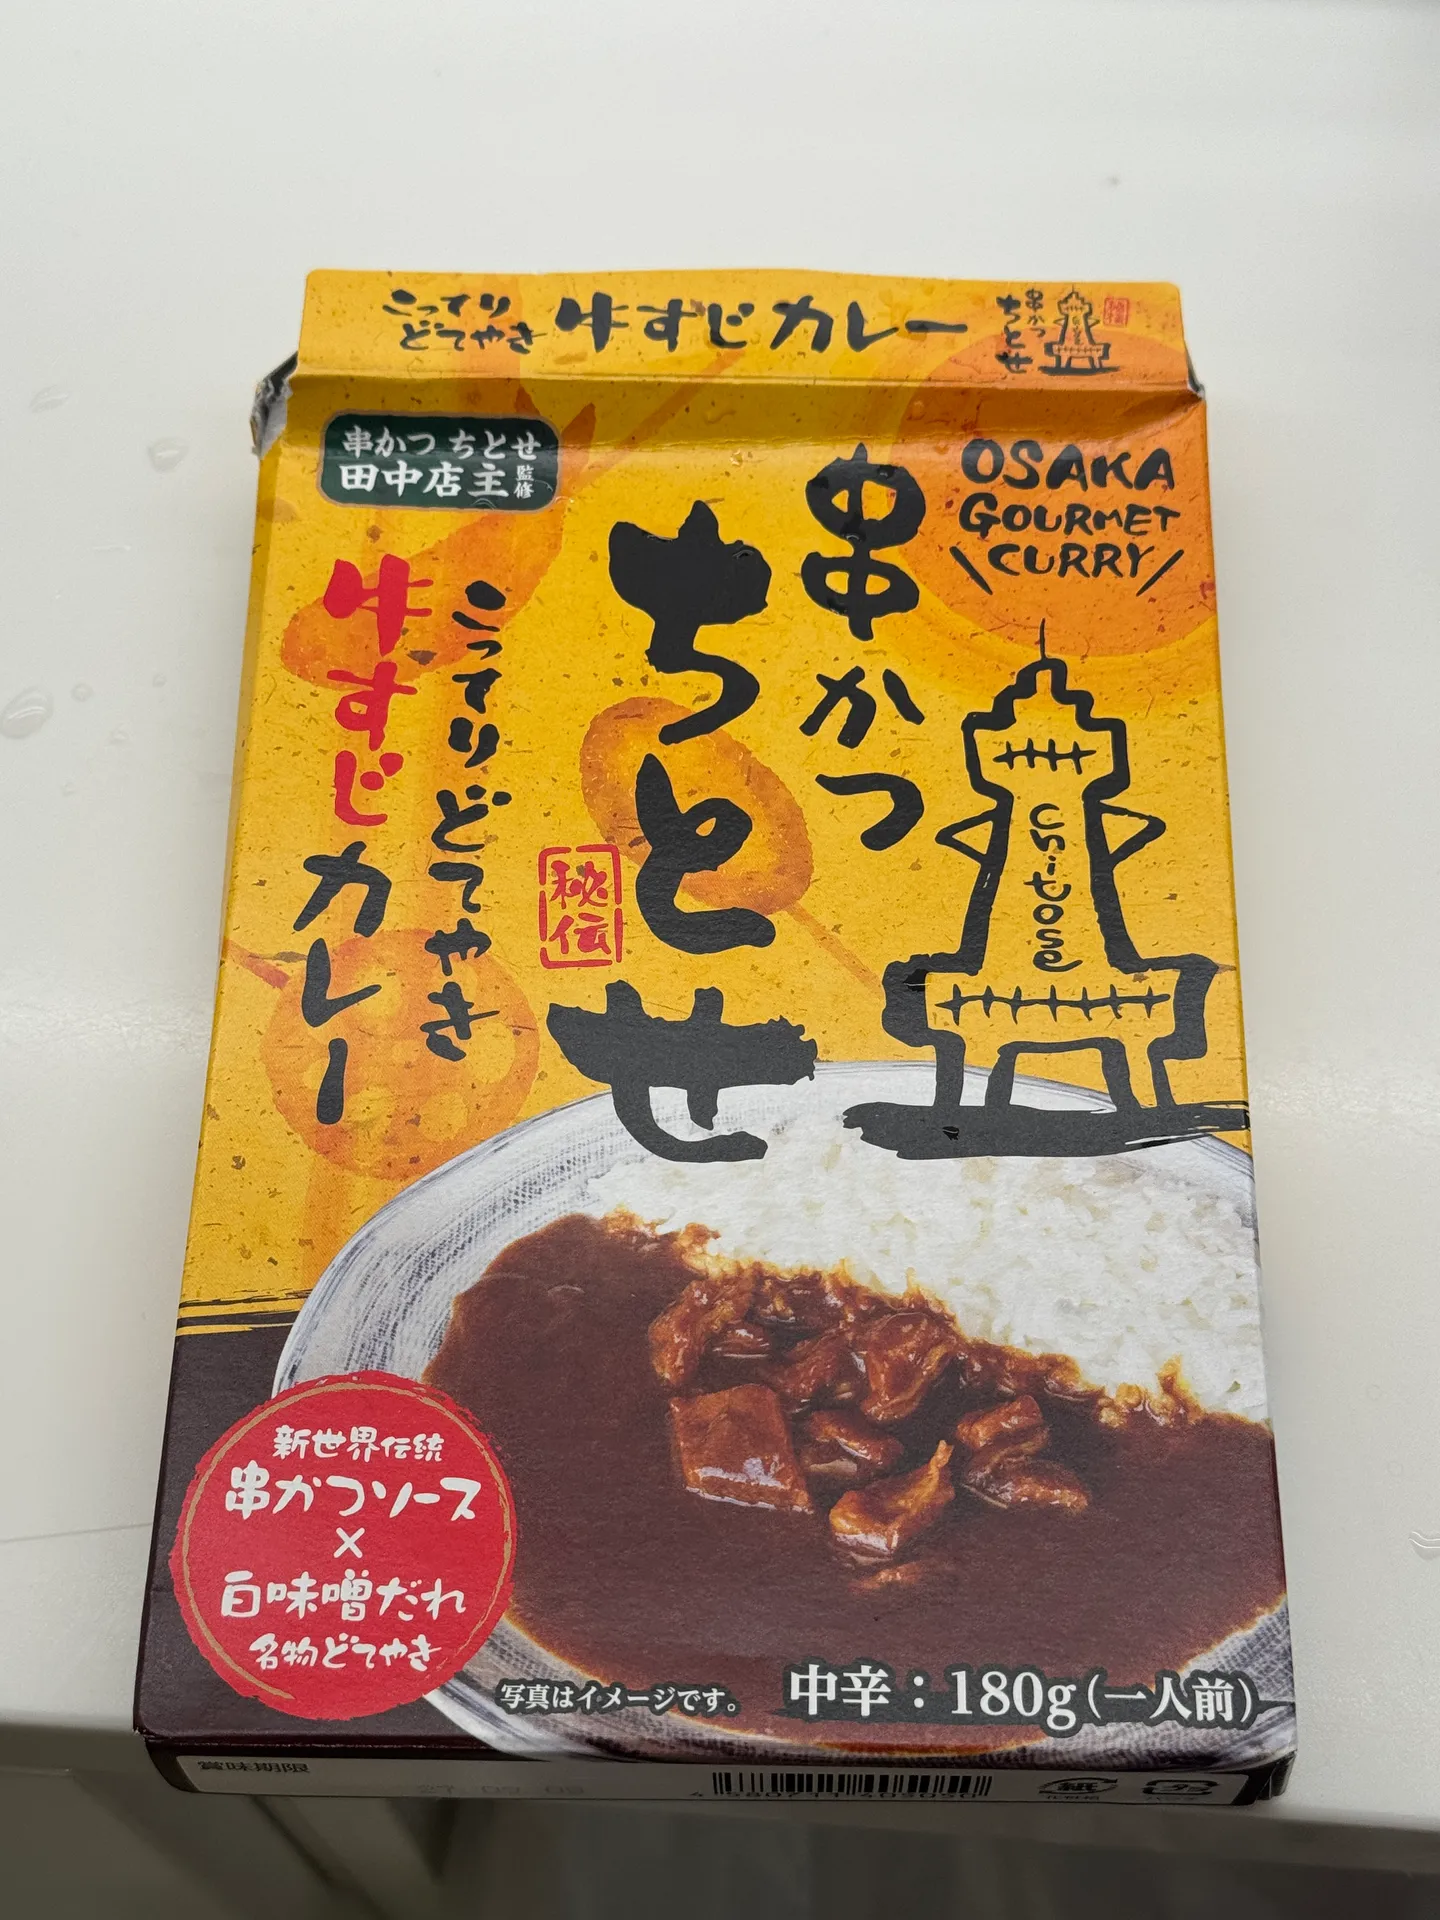 こってり
どてやき
牛すじカレー
串かつ
ちとせ
秘伝
串かつ ちとせ
田中店主監修
OSAKA
GOURMET
\CURRY/
串かつ
ちとせ
秘伝
chitose
こってりどてやき
牛すじカレー
新世界伝統
串かつソース
×
白味噌だれ
名物どてやき
写真はイメージです。
中辛：180g(一人前)
賞味期限
紙